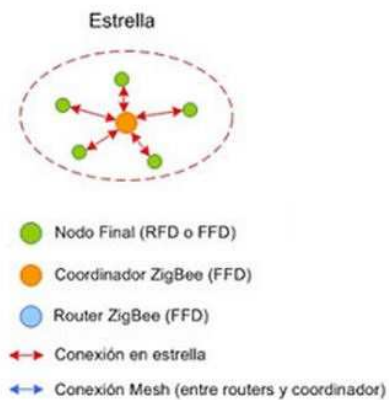 Estrella
Nodo Final (RFD o FFD)
Coordinador ZigBee (FFD)
Router ZigBee (FFD)
Conexión en estrella
Conexión Mesh (entre routers y coordinador)